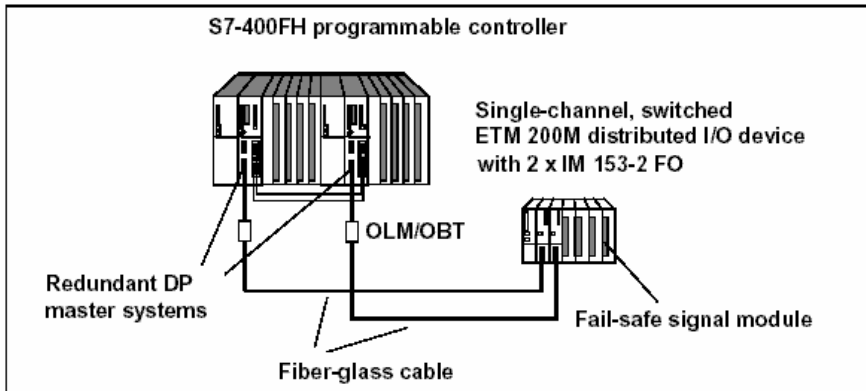 S7-400FH programmable controller
Single-channel, switched
ETM 200M distributed I/O device
with 2 x IM 153-2 FO
OLM/OBT
Redundant DP
master systems
Fail-safe signal module
Fiber-glass cable